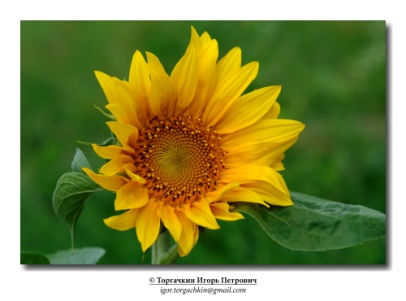 © Торгачкин Игорь Петрович
igor.torgachkin@gmail.com